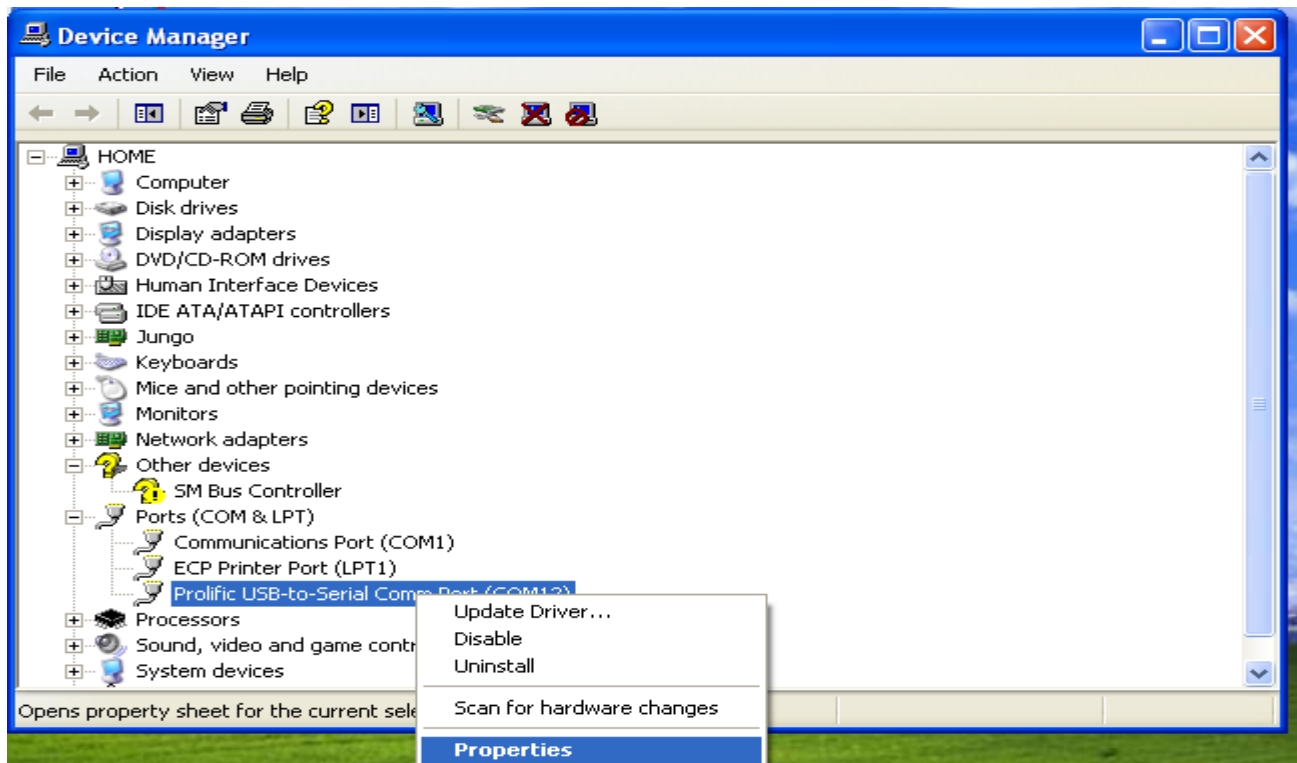 Device Manager
File Action View Help
HOME
Computer
Disk drives
Display adapters
DVD/CD-ROM drives
Human Interface Devices
IDE ATA/ATAPI controllers
Jungo
Keyboards
Mice and other pointing devices
Monitors
Network adapters
Other devices
SM Bus Controller
Ports (COM & LPT)
Communications Port (COM1)
ECP Printer Port (LPT1)
Prolific USB-to-Serial Comm Port
Processors
Sound, video and game contr
System devices
Update Driver...
Disable
Uninstall
Scan for hardware changes
Properties
Opens property sheet for the current sele